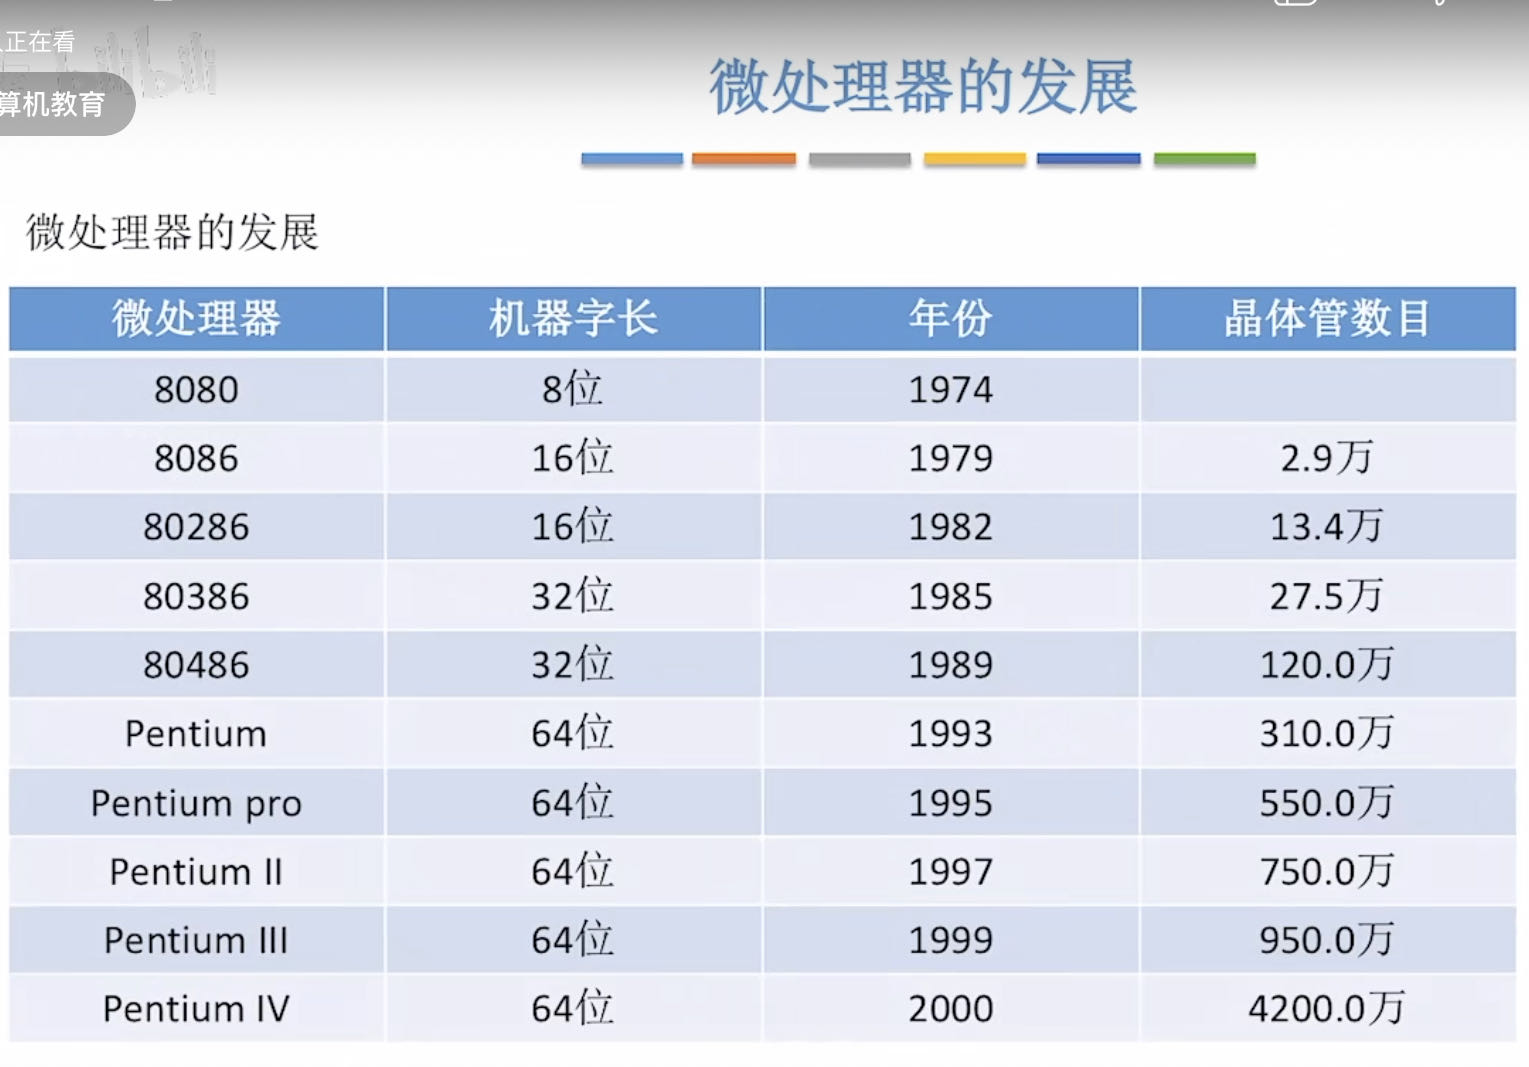 正在看
bilibili
算机教育
微处理器的发展
微处理器的发展
微处理器 机器字长 年份 晶体管数目
8080 8位 1974
8086 16位 1979 2.9万
80286 16位 1982 13.4万
80386 32位 1985 27.5万
80486 32位 1989 120.0万
Pentium 64位 1993 310.0万
Pentium pro 64位 1995 550.0万
Pentium II 64位 1997 750.0万
Pentium III 64位 1999 950.0万
Pentium IV 64位 2000 4200.0万